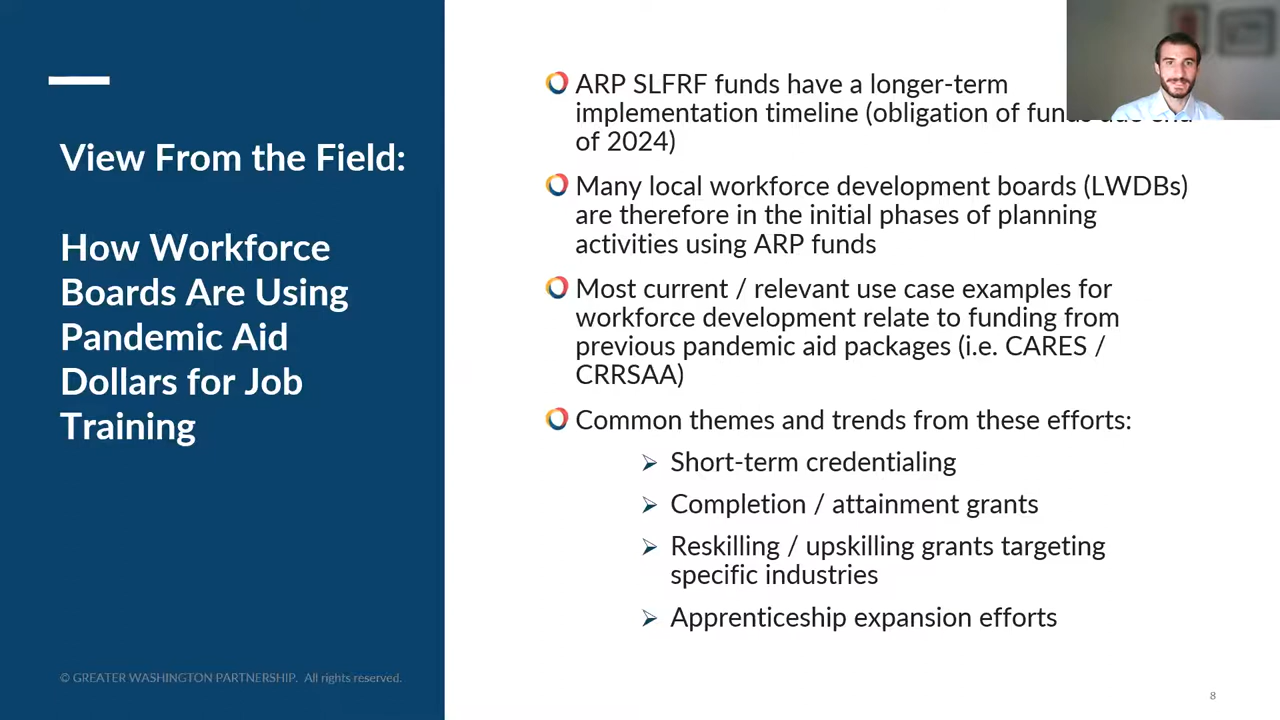 View From the Field:
How Workforce
Boards Are Using
Pandemic Aid
Dollars for Job
Training
ARP SLFRF funds have a longer-term
implementation timeline (obligation of funds due end
of 2024)
Many local workforce development boards (LWDBs)
are therefore in the initial phases of planning
activities using ARP funds
Most current / relevant use case examples for
workforce development relate to funding from
previous pandemic aid packages (i.e. CARES /
CRRSAA)
Common themes and trends from these efforts:
Short-term credentialing
Completion / attainment grants
Reskilling / upskilling grants targeting
specific industries
Apprenticeship expansion efforts
© GREATER WASHINGTON PARTNERSHIP. All rights reserved.
8